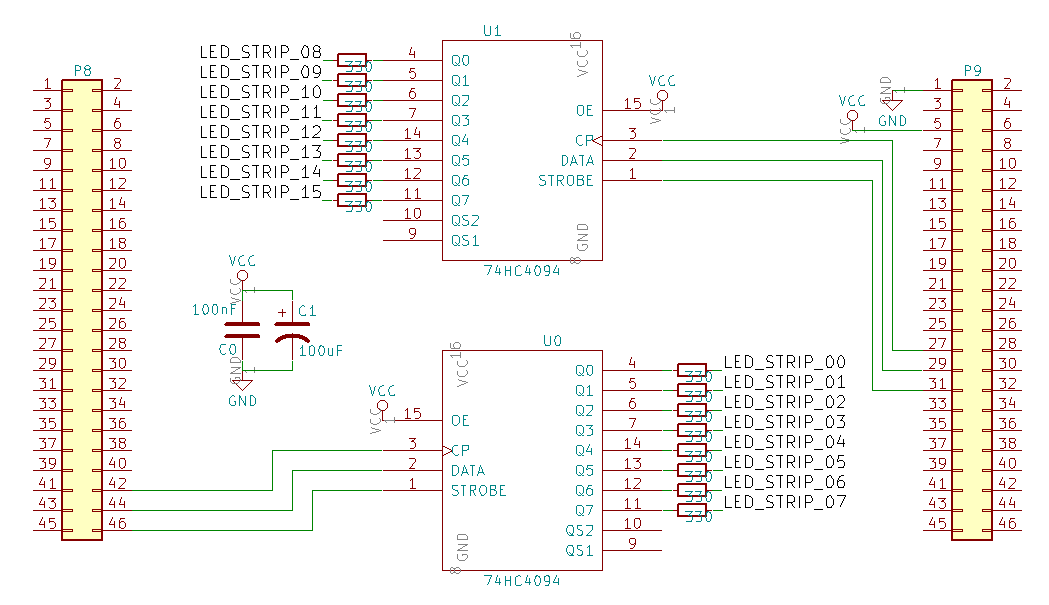 U1
VCC 16
LED_STRIP_08 330 4 Q0
LED_STRIP_09 330 5 Q1
LED_STRIP_10 330 6 Q2
LED_STRIP_11 330 7 Q3
LED_STRIP_12 330 14 Q4
LED_STRIP_13 330 13 Q5
LED_STRIP_14 330 12 Q6
LED_STRIP_15 330 11 Q7
10 QS2
9 QS1
OE 15
VCC
VCC 1
CP 3
DATA 2
STROBE 1
GND 8
74HC4094
P8
1 2
3 4
5 6
7 8
9 10
11 12
13 14
15 16
17 18
19 20
21 22
23 24
25 26
27 28
29 30
31 32
33 34
35 36
37 38
39 40
41 42
43 44
45 46
VCC
VCC 1
100nF
C0
+ C1
100uF
GND
GND
U0
VCC 16
VCC
VCC 1
15 OE
3 CP
2 DATA
1 STROBE
GND 8
Q0 4 330 LED_STRIP_00
Q1 5 330 LED_STRIP_01
Q2 6 330 LED_STRIP_02
Q3 7 330 LED_STRIP_03
Q4 14 330 LED_STRIP_04
Q5 13 330 LED_STRIP_05
Q6 12 330 LED_STRIP_06
Q7 11 330 LED_STRIP_07
QS2 10
QS1 9
74HC4094
GND
GND
VCC
VCC 1
P9
1 2
3 4
5 6
7 8
9 10
11 12
13 14
15 16
17 18
19 20
21 22
23 24
25 26
27 28
29 30
31 32
33 34
35 36
37 38
39 40
41 42
43 44
45 46